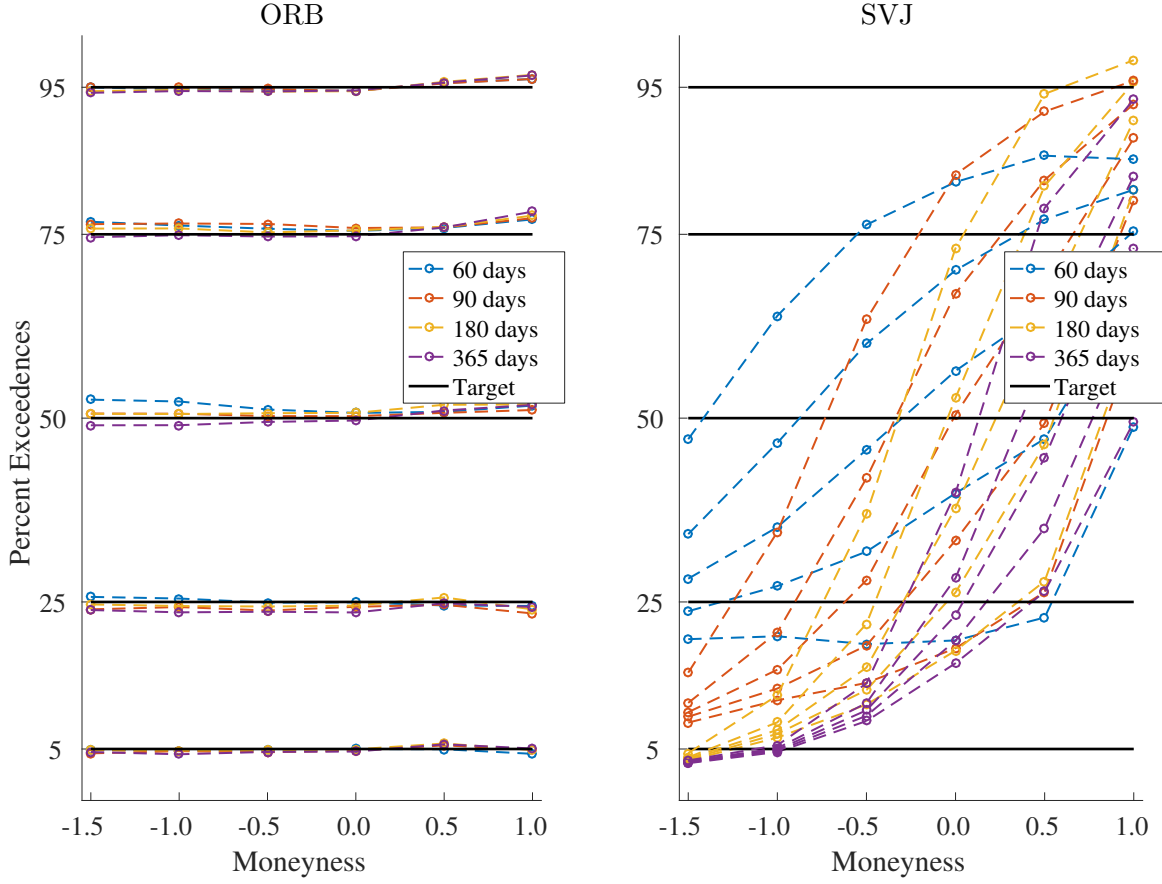 ORB
Percent Exceedences
95
75
50
25
5
60 days
90 days
180 days
365 days
Target
-1.5 -1.0 -0.5 0.0 0.5 1.0
Moneyness
SVJ
95
75
50
25
5
60 days
90 days
180 days
365 days
Target
-1.5 -1.0 -0.5 0.0 0.5 1.0
Moneyness